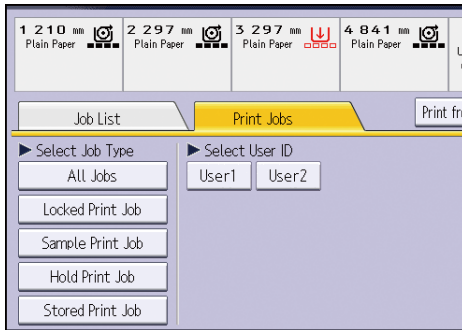 1 210 mm
Plain Paper
2 297 mm
Plain Paper
3 297 mm
Plain Paper
4 841 mm
Plain Paper
Job List
Print Jobs
Print fr
Select Job Type
Select User ID
All Jobs
User1
User2
Locked Print Job
Sample Print Job
Hold Print Job
Stored Print Job